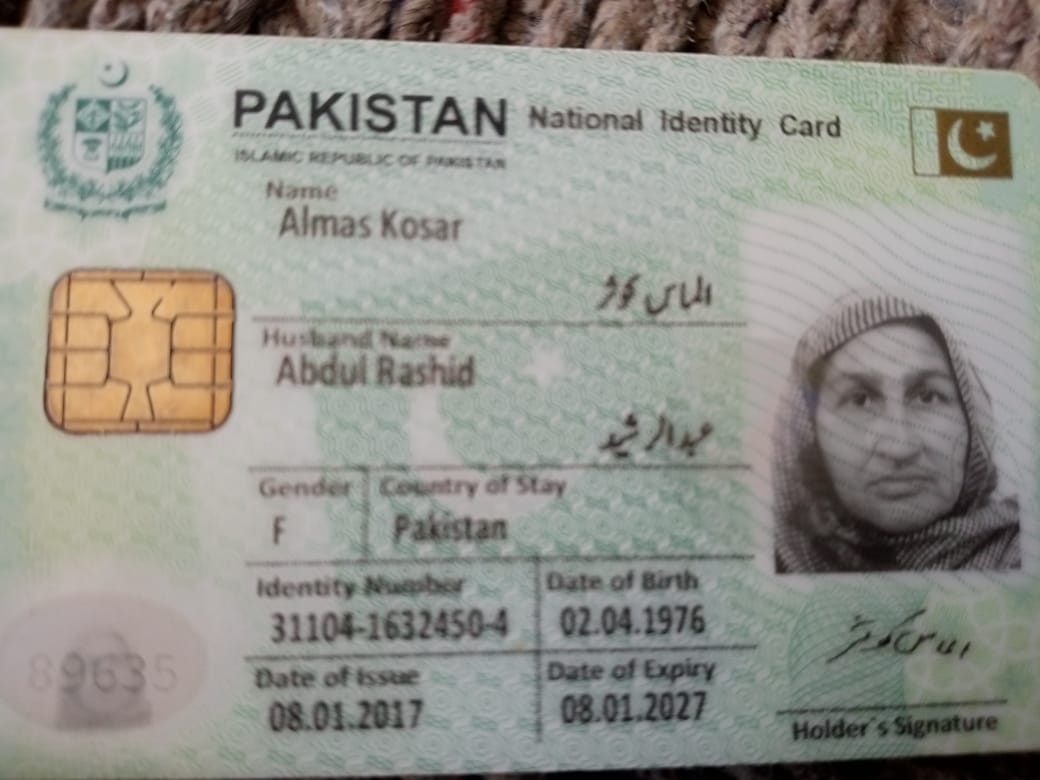 PAKISTAN National Identity Card
ISLAMIC REPUBLIC OF PAKISTAN
Name
Almas Kosar
الماس کوثر
Husband Name
Abdul Rashid
عبدالرشید
Gender Country of Stay
F Pakistan
Identity Number Date of Birth
31104-1632450-4 02.04.1976
89635
Date of Issue Date of Expiry
08.01.2017 08.01.2027
الماس کوثر
Holder's Signature